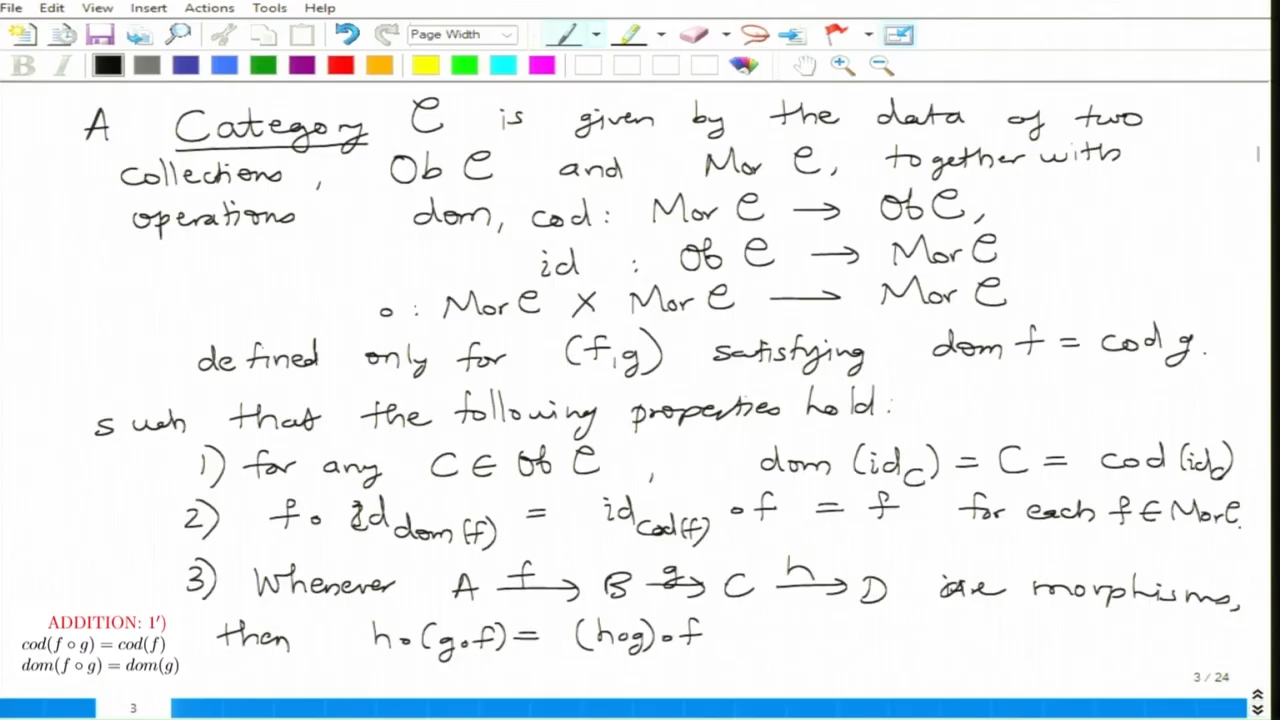 File Edit View Insert Actions Tools Help
Page Width
B I
A Category C is given by the data of two
collections, Ob C and Mor C, together with
operations dom, cod: Mor C → Ob C,
id : Ob C → Mor C
∘ : Mor C × Mor C → Mor C
defined only for (f,g) satisfying dom f = cod g.
such that the following properties hold:
1) for any C ∈ Ob C, dom (id_C) = C = cod (id_C)
2) f ∘ id_dom(f) = id_cod(f) ∘ f = f for each f ∈ Mor C.
3) Whenever A →f B →g C →h D are morphisms,
then h∘(g∘f) = (h∘g)∘f
ADDITION: 1')
cod(f ∘ g) = cod(f)
dom(f ∘ g) = dom(g)
3 / 24
3